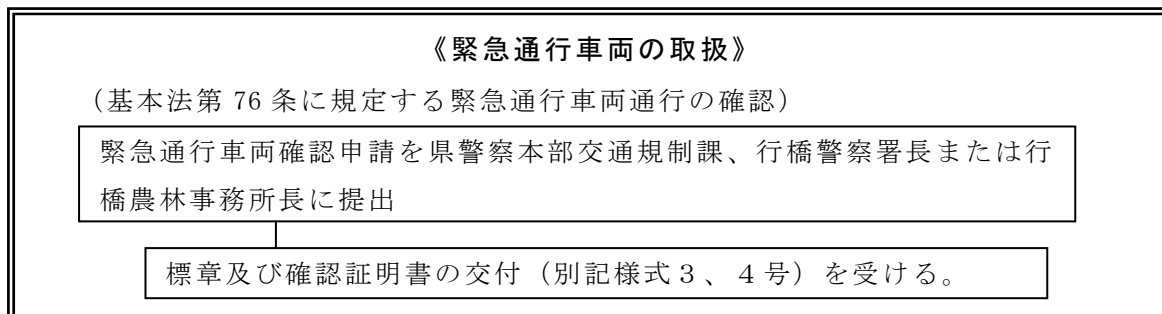 《緊急通行車両の取扱》
（基本法第 76 条に規定する緊急通行車両通行の確認）
緊急通行車両確認申請を県警察本部交通規制課、行橋警察署長または行
橋農林事務所長に提出
標章及び確認証明書の交付（別記様式３、４号）を受ける。